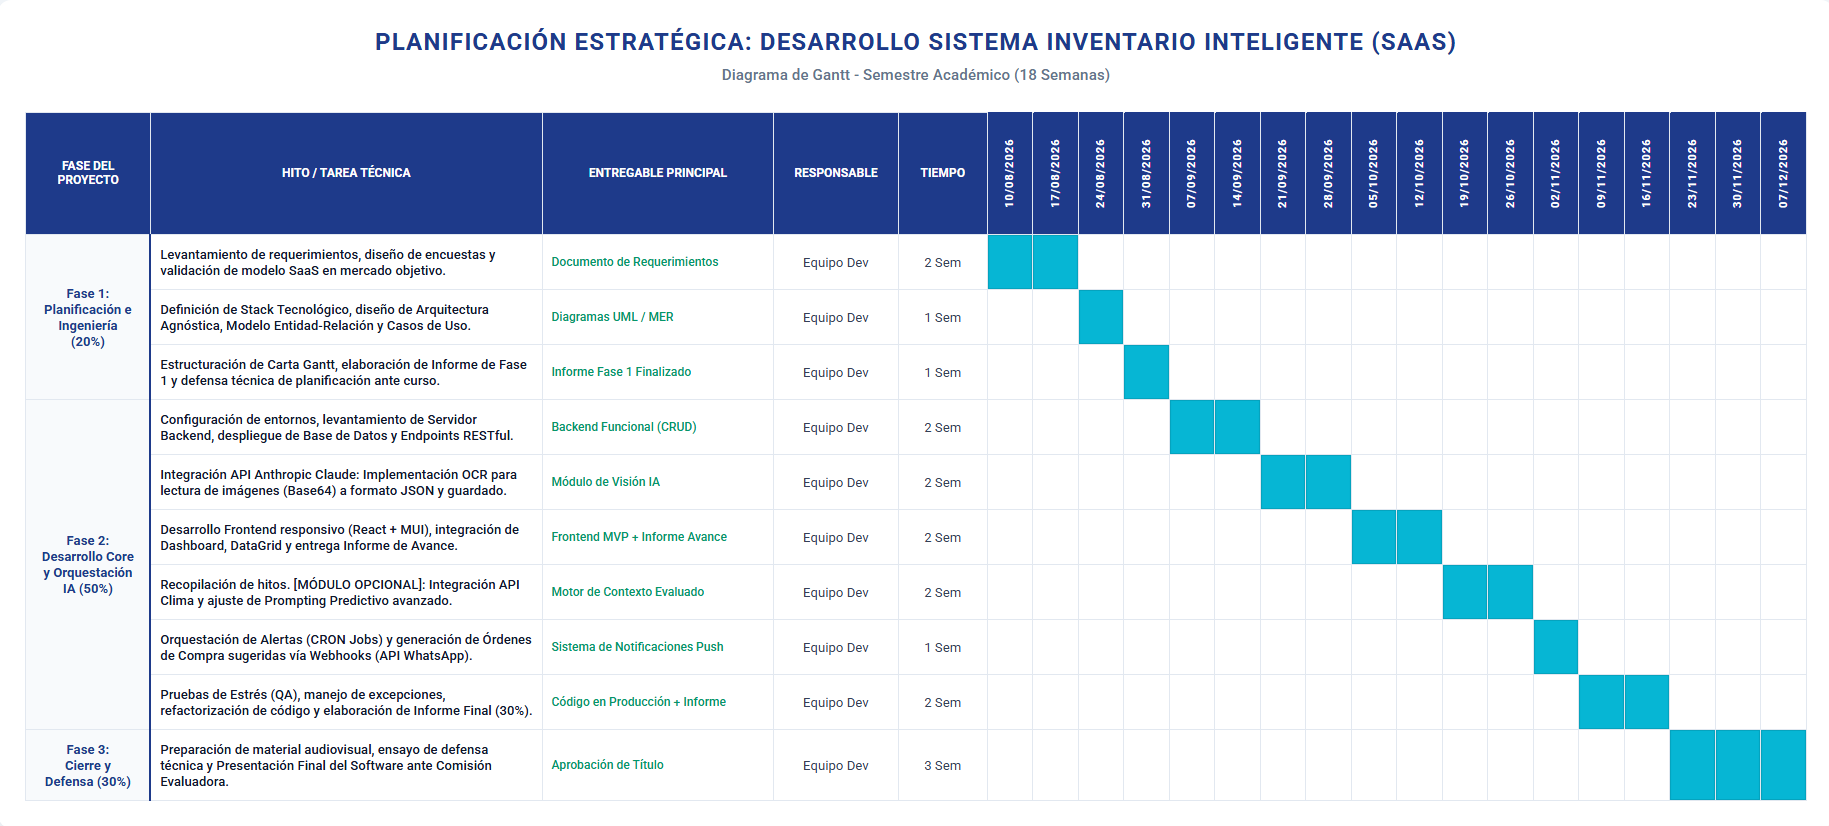 PLANIFICACIÓN ESTRATÉGICA: DESARROLLO SISTEMA INVENTARIO INTELIGENTE (SAAS)
Diagrama de Gantt - Semestre Académico (18 Semanas)
FASE DEL
PROYECTO
HITO / TAREA TÉCNICA
ENTREGABLE PRINCIPAL
RESPONSABLE
TIEMPO
10/08/2026
17/08/2026
24/08/2026
31/08/2026
07/09/2026
14/09/2026
21/09/2026
28/09/2026
05/10/2026
12/10/2026
19/10/2026
26/10/2026
02/11/2026
09/11/2026
16/11/2026
23/11/2026
30/11/2026
07/12/2026
Fase 1:
Planificación e
Ingeniería
(20%)
Levantamiento de requerimientos, diseño de encuestas y
validación de modelo SaaS en mercado objetivo.
Documento de Requerimientos
Equipo Dev
2 Sem
Definición de Stack Tecnológico, diseño de Arquitectura
Agnóstica, Modelo Entidad-Relación y Casos de Uso.
Diagramas UML / MER
Equipo Dev
1 Sem
Estructuración de Carta Gantt, elaboración de Informe de Fase
1 y defensa técnica de planificación ante curso.
Informe Fase 1 Finalizado
Equipo Dev
1 Sem
Fase 2:
Desarrollo Core
y Orquestación
IA (50%)
Configuración de entornos, levantamiento de Servidor
Backend, despliegue de Base de Datos y Endpoints RESTful.
Backend Funcional (CRUD)
Equipo Dev
2 Sem
Integración API Anthropic Claude: Implementación OCR para
lectura de imágenes (Base64) a formato JSON y guardado.
Módulo de Visión IA
Equipo Dev
2 Sem
Desarrollo Frontend responsivo (React + MUI), integración de
Dashboard, DataGrid y entrega Informe de Avance.
Frontend MVP + Informe Avance
Equipo Dev
2 Sem
Recopilación de hitos. [MÓDULO OPCIONAL]: Integración API
Clima y ajuste de Prompting Predictivo avanzado.
Motor de Contexto Evaluado
Equipo Dev
2 Sem
Orquestación de Alertas (CRON Jobs) y generación de Órdenes
de Compra sugeridas vía Webhooks (API WhatsApp).
Sistema de Notificaciones Push
Equipo Dev
1 Sem
Pruebas de Estrés (QA), manejo de excepciones,
refactorización de código y elaboración de Informe Final (30%).
Código en Producción + Informe
Equipo Dev
2 Sem
Fase 3:
Cierre y
Defensa (30%)
Preparación de material audiovisual, ensayo de defensa
técnica y Presentación Final del Software ante Comisión
Evaluadora.
Aprobación de Título
Equipo Dev
3 Sem